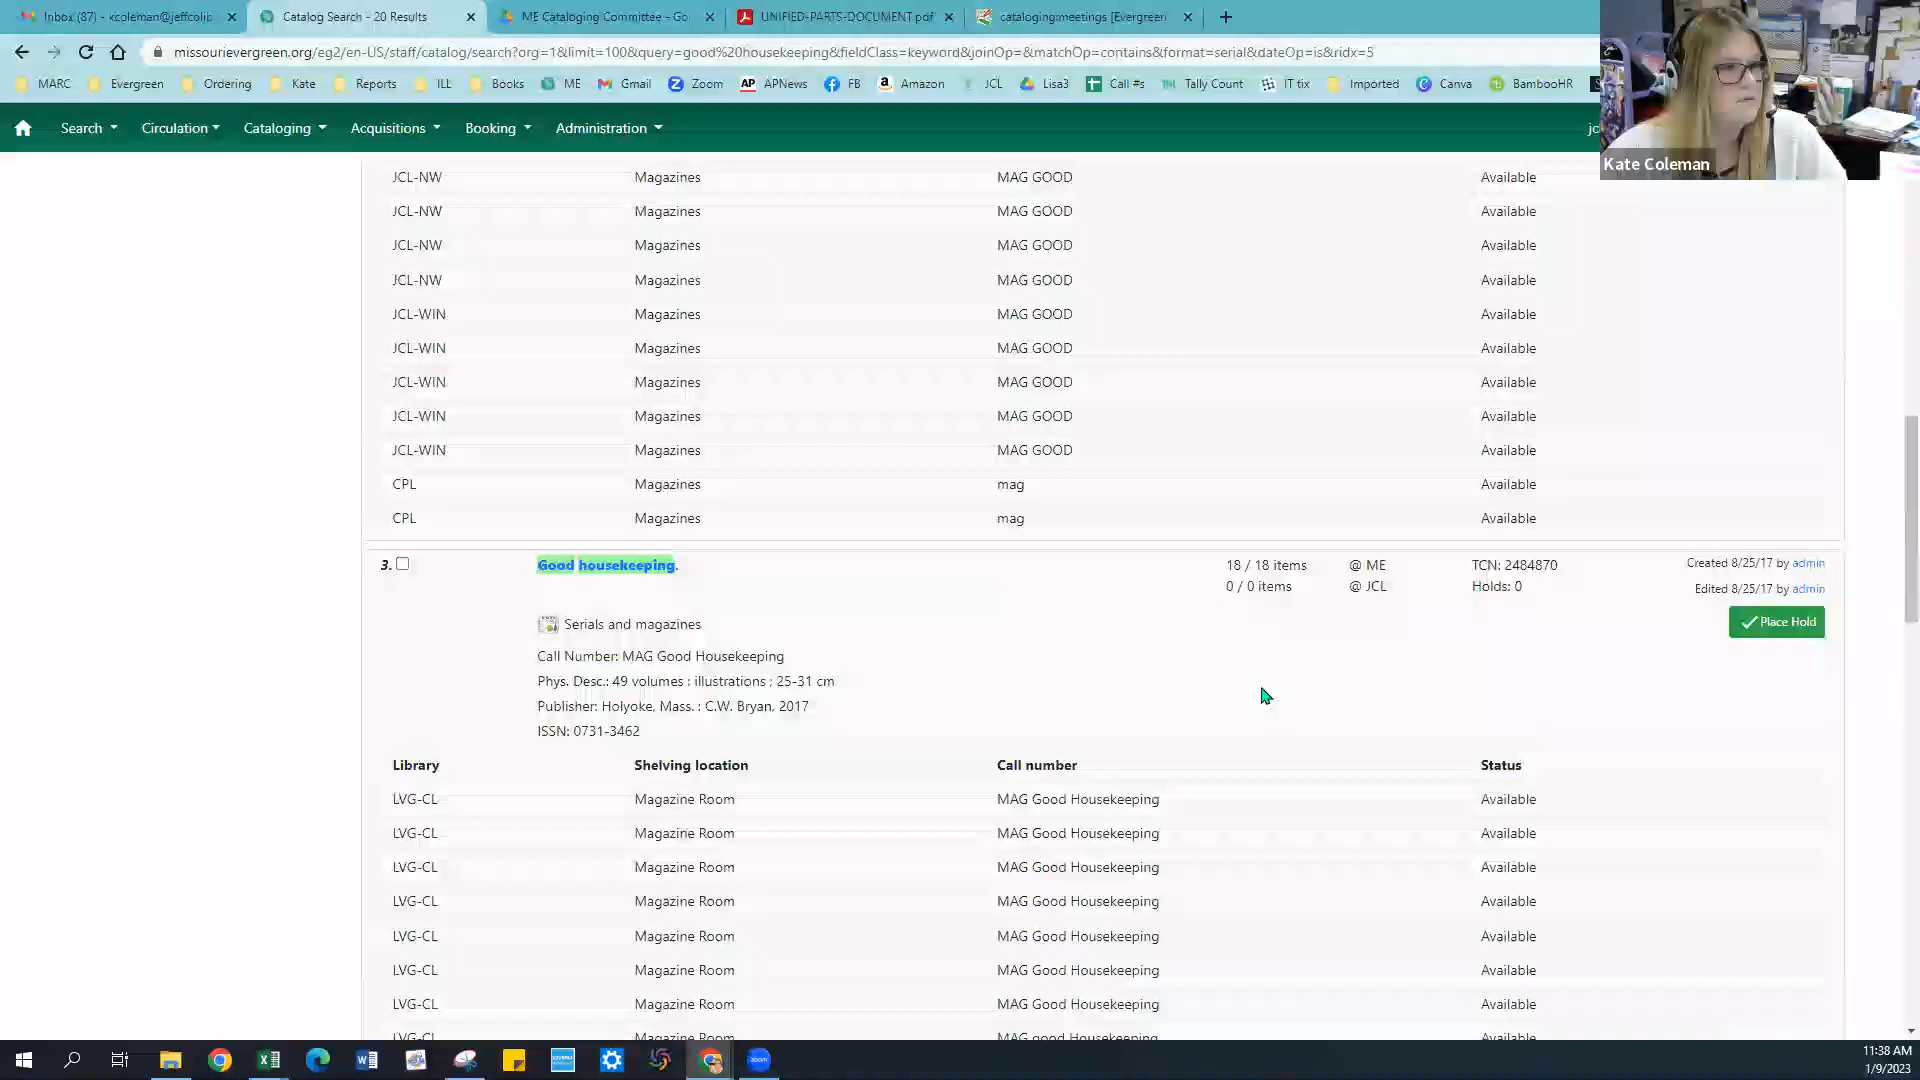 Inbox (87) - kcoleman@jeffcolib
Catalog Search - 20 Results
ME Cataloging Committee - Go
UNIFIED-PARTS-DOCUMENT.pdf
cataloging:meetings [Evergreen
missourievergreen.org/eg2/en-US/staff/catalog/search?org=1&limit=100&query=good%20housekeeping&fieldClass=keyword&joinOp=&matchOp=contains&format=serial&dateOp=is&ridx=5
MARC Evergreen Ordering Kate Reports ILL Books ME Gmail Zoom AP APNews FB Amazon JCL Lisa3 Call #s Tally Count IT tix Imported Canva BambooHR
Search Circulation Cataloging Acquisitions Booking Administration
Kate Coleman
JCL-NW Magazines MAG GOOD Available
JCL-NW Magazines MAG GOOD Available
JCL-NW Magazines MAG GOOD Available
JCL-NW Magazines MAG GOOD Available
JCL-WIN Magazines MAG GOOD Available
JCL-WIN Magazines MAG GOOD Available
JCL-WIN Magazines MAG GOOD Available
JCL-WIN Magazines MAG GOOD Available
JCL-WIN Magazines MAG GOOD Available
CPL Magazines mag Available
CPL Magazines mag Available
3. Good housekeeping. 18 / 18 items @ ME TCN: 2484870 Created 8/25/17 by admin
0 / 0 items @ JCL Holds: 0 Edited 8/25/17 by admin
Place Hold
Serials and magazines
Call Number: MAG Good Housekeeping
Phys. Desc.: 49 volumes : illustrations ; 25-31 cm
Publisher: Holyoke, Mass. : C.W. Bryan, 2017
ISSN: 0731-3462
Library Shelving location Call number Status
LVG-CL Magazine Room MAG Good Housekeeping Available
LVG-CL Magazine Room MAG Good Housekeeping Available
LVG-CL Magazine Room MAG Good Housekeeping Available
LVG-CL Magazine Room MAG Good Housekeeping Available
LVG-CL Magazine Room MAG Good Housekeeping Available
LVG-CL Magazine Room MAG Good Housekeeping Available
LVG-CL Magazine Room MAG Good Housekeeping Available
LVG-CL Magazine Room MAG good Housekeeping Available
zoom
11:38 AM
1/9/2023